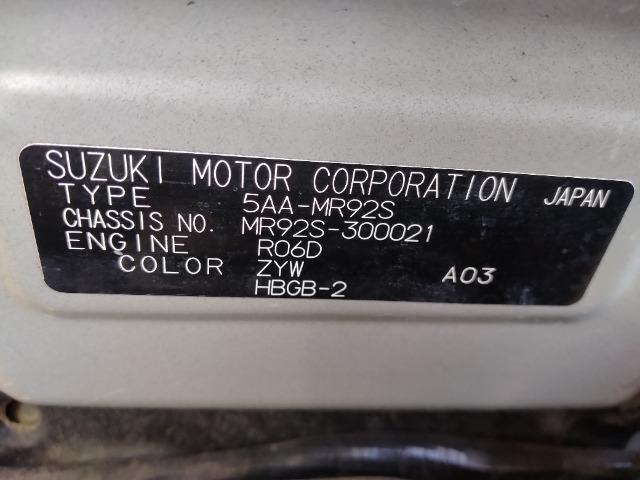 SUZUKI MOTOR CORPORATION JAPAN
TYPE 5AA-MR92S
CHASSIS NO. MR92S-300021
ENGINE R06D
COLOR ZYW A03
HBGB-2